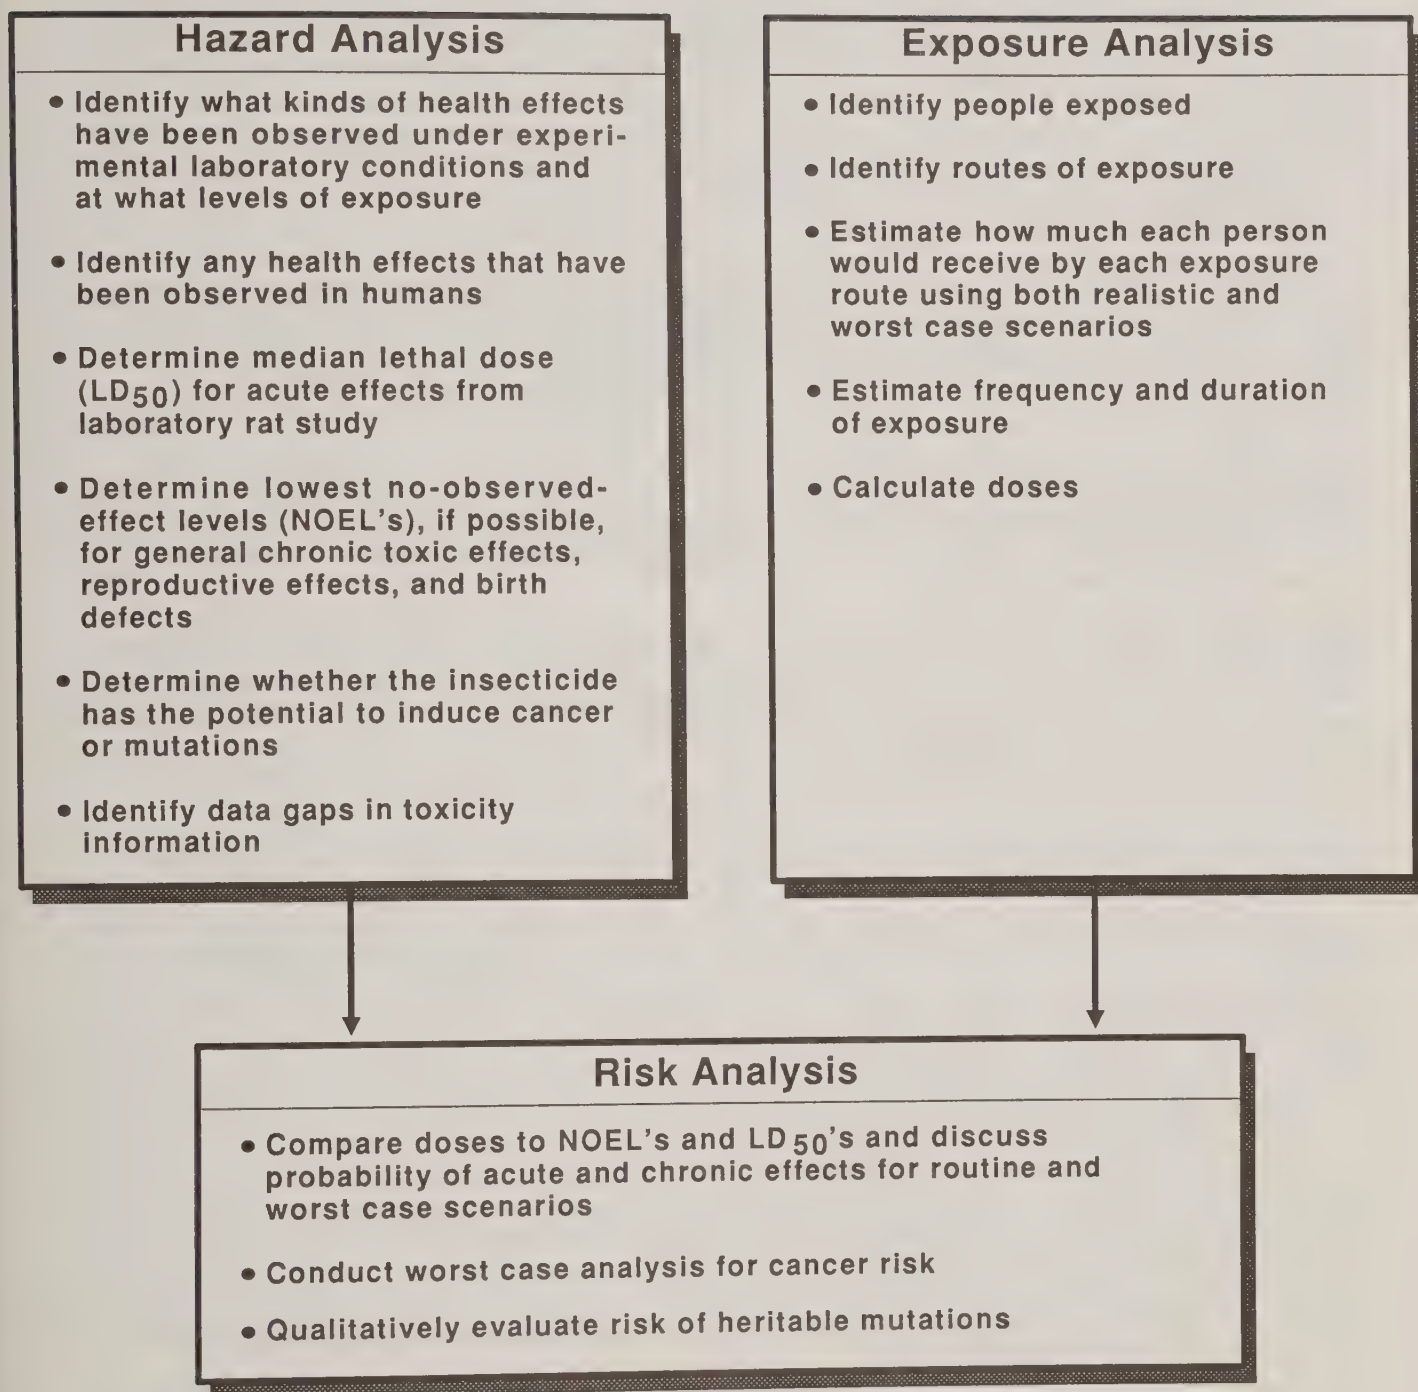 Hazard Analysis
• Identify what kinds of health effects
have been observed under experi-
mental laboratory conditions and
at what levels of exposure
• Identify any health effects that have
been observed in humans
• Determine median lethal dose
(LD50) for acute effects from
laboratory rat study
• Determine lowest no-observed-
effect levels (NOEL's), if possible,
for general chronic toxic effects,
reproductive effects, and birth
defects
• Determine whether the insecticide
has the potential to induce cancer
or mutations
• Identify data gaps in toxicity
information
Exposure Analysis
• Identify people exposed
• Identify routes of exposure
• Estimate how much each person
would receive by each exposure
route using both realistic and
worst case scenarios
• Estimate frequency and duration
of exposure
• Calculate doses
Risk Analysis
• Compare doses to NOEL's and LD50's and discuss
probability of acute and chronic effects for routine and
worst case scenarios
• Conduct worst case analysis for cancer risk
• Qualitatively evaluate risk of heritable mutations